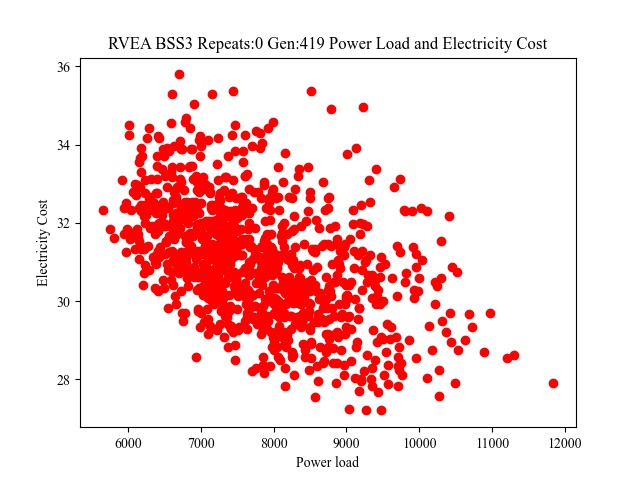 RVEA BSS3 Repeats:0 Gen:419 Power Load and Electricity Cost
36
34
32
30
28
Electricity Cost
6000 7000 8000 9000 10000 11000 12000
Power load